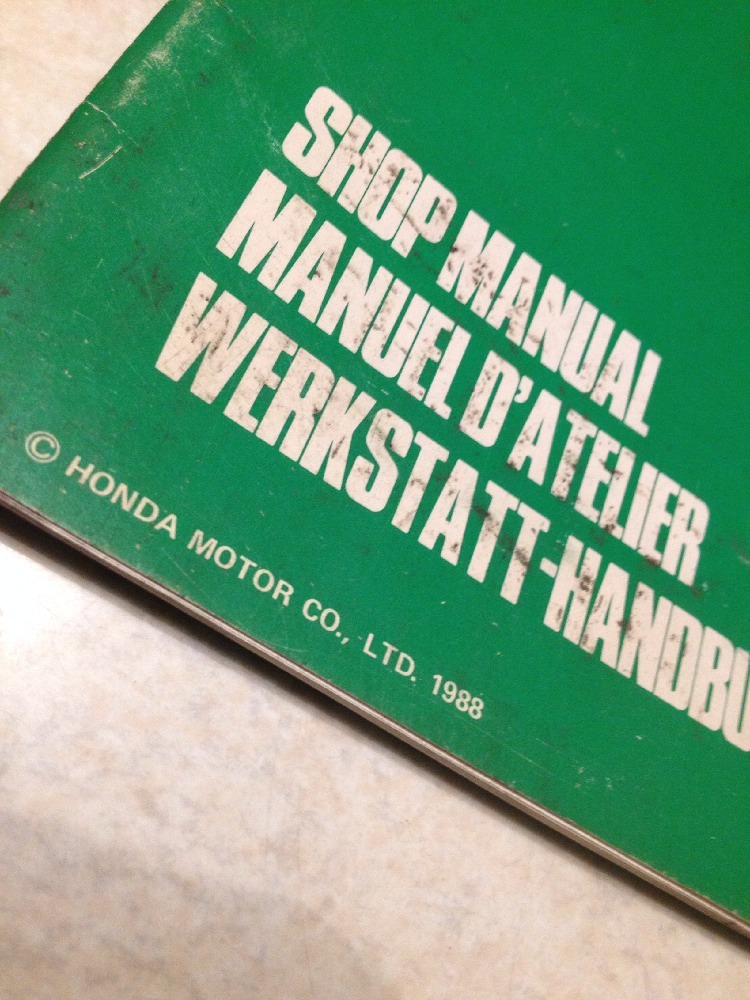 SHOP MANUAL
MANUEL D'ATELIER
WERKSTATT-HANDBU
© HONDA MOTOR CO., LTD. 1988